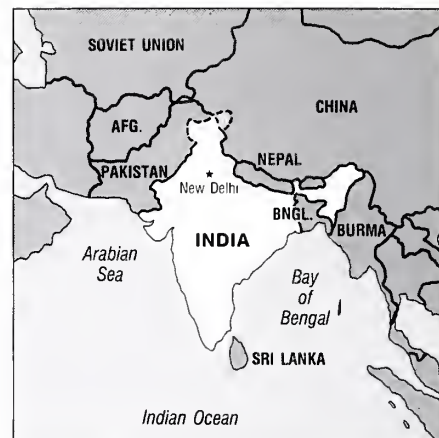 SOVIET UNION
CHINA
AFG.
PAKISTAN
NEPAL
New Delhi
BNGL.
INDIA
BURMA
Arabian
Sea
Bay
of
Bengal
SRI LANKA
Indian Ocean